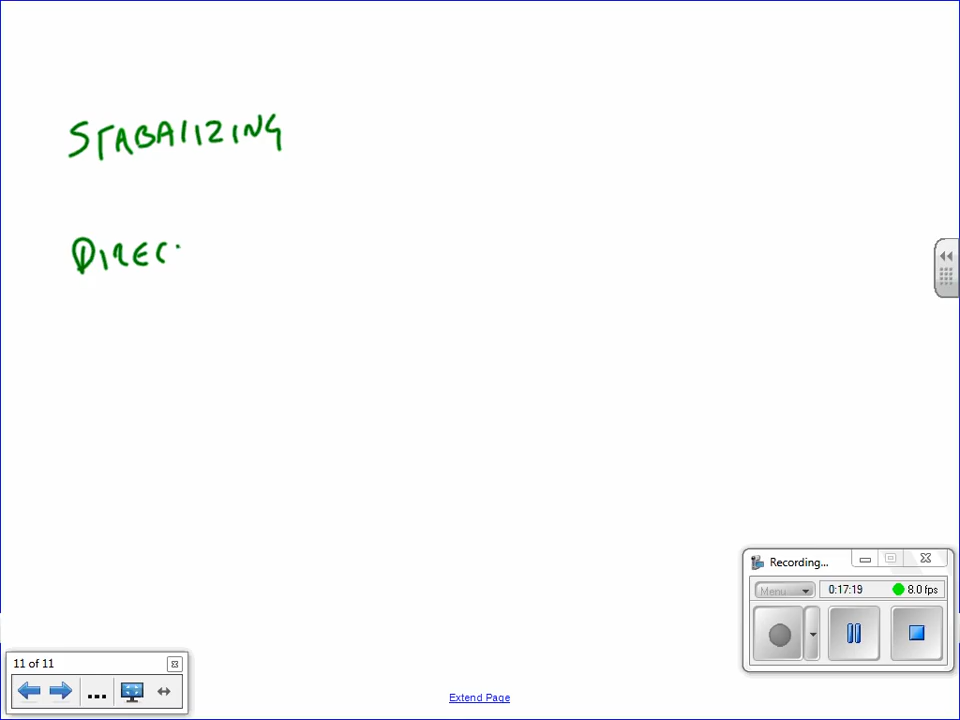 STABALIZING
DIREC
Recording...
Menu
0:17:19
8.0 fps
11 of 11
...
Extend Page